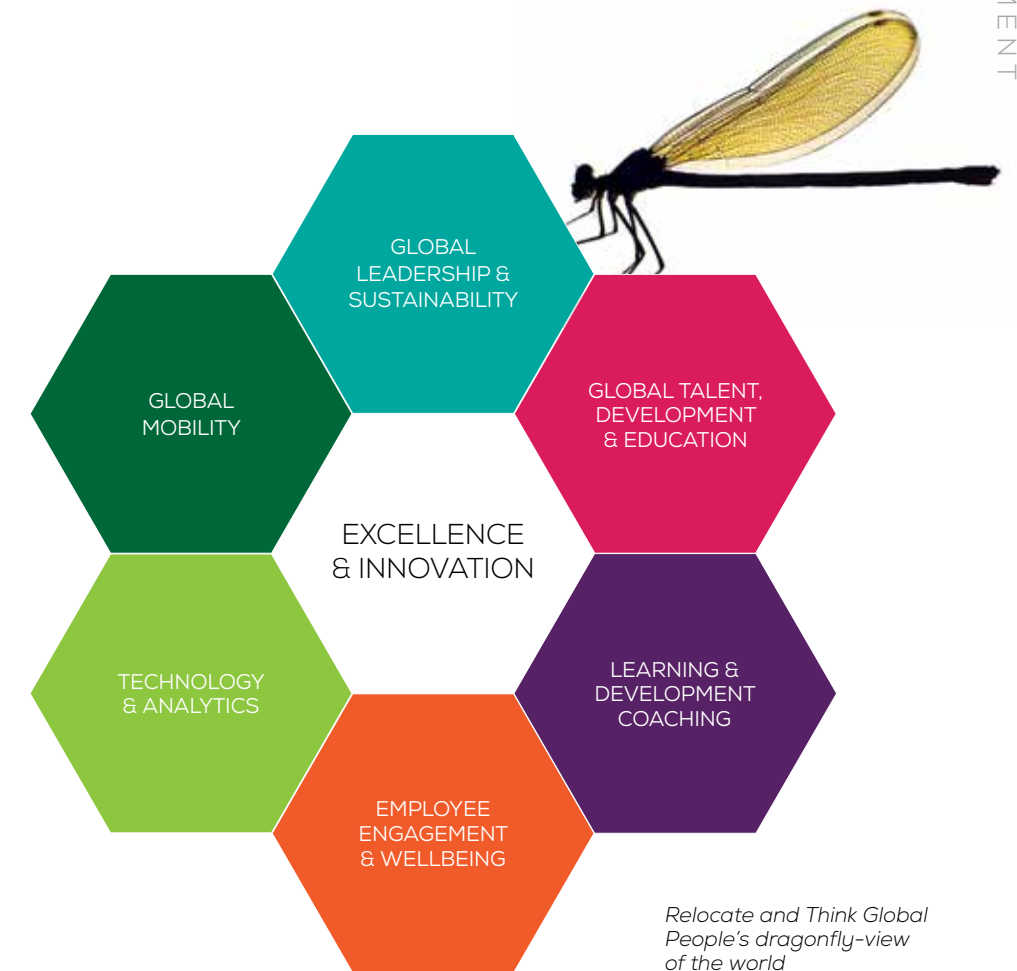 MENT
GLOBAL
LEADERSHIP &
SUSTAINABILITY
GLOBAL
MOBILITY
GLOBAL TALENT,
DEVELOPMENT
& EDUCATION
EXCELLENCE
& INNOVATION
TECHNOLOGY
& ANALYTICS
LEARNING &
DEVELOPMENT
COACHING
EMPLOYEE
ENGAGEMENT
& WELLBEING
Relocate and Think Global
People's dragonfly-view
of the world